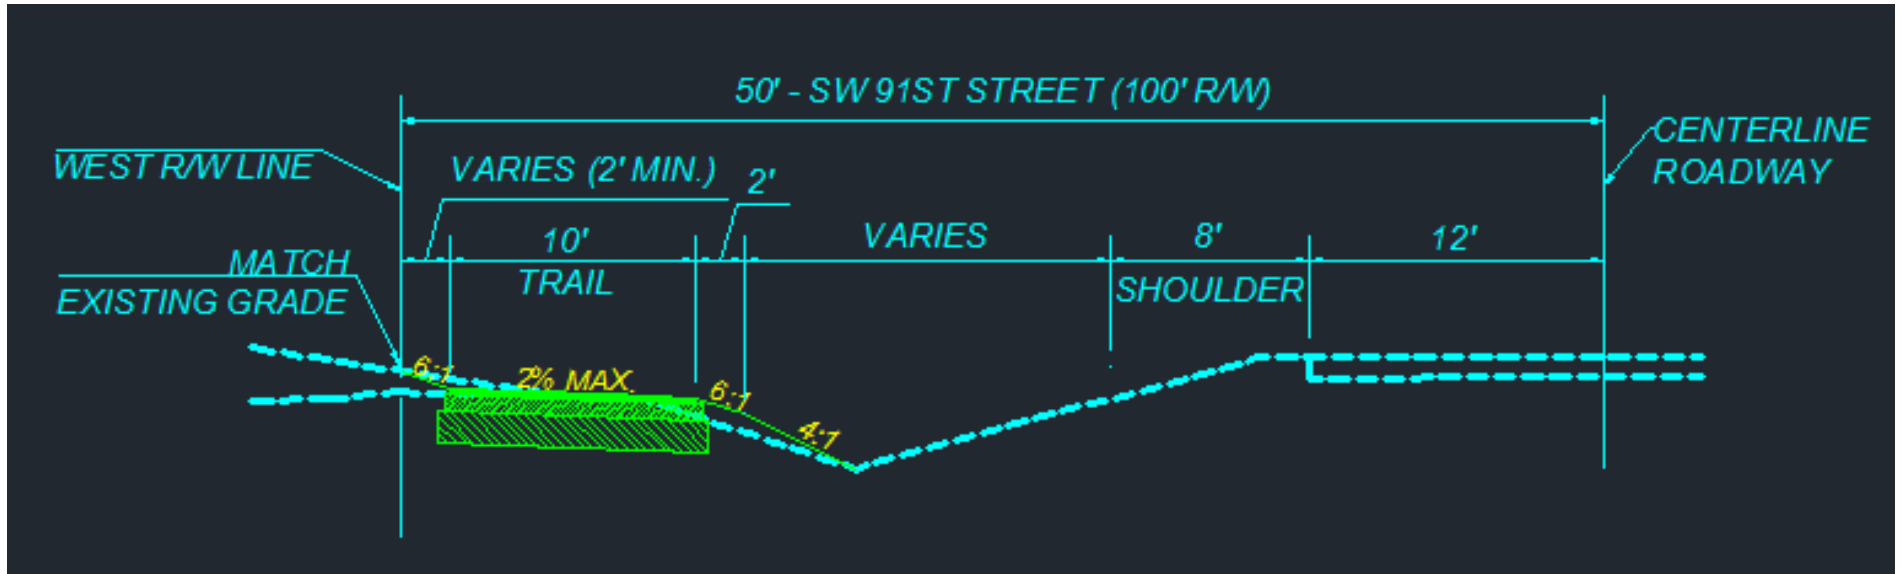 50' - SW 91ST STREET (100' R/W)
CENTERLINE
ROADWAY
WEST R/W LINE
VARIES (2' MIN.)
2'
10'
TRAIL
VARIES
8'
SHOULDER
12'
MATCH
EXISTING GRADE
6:1
2% MAX.
6:1
4:1